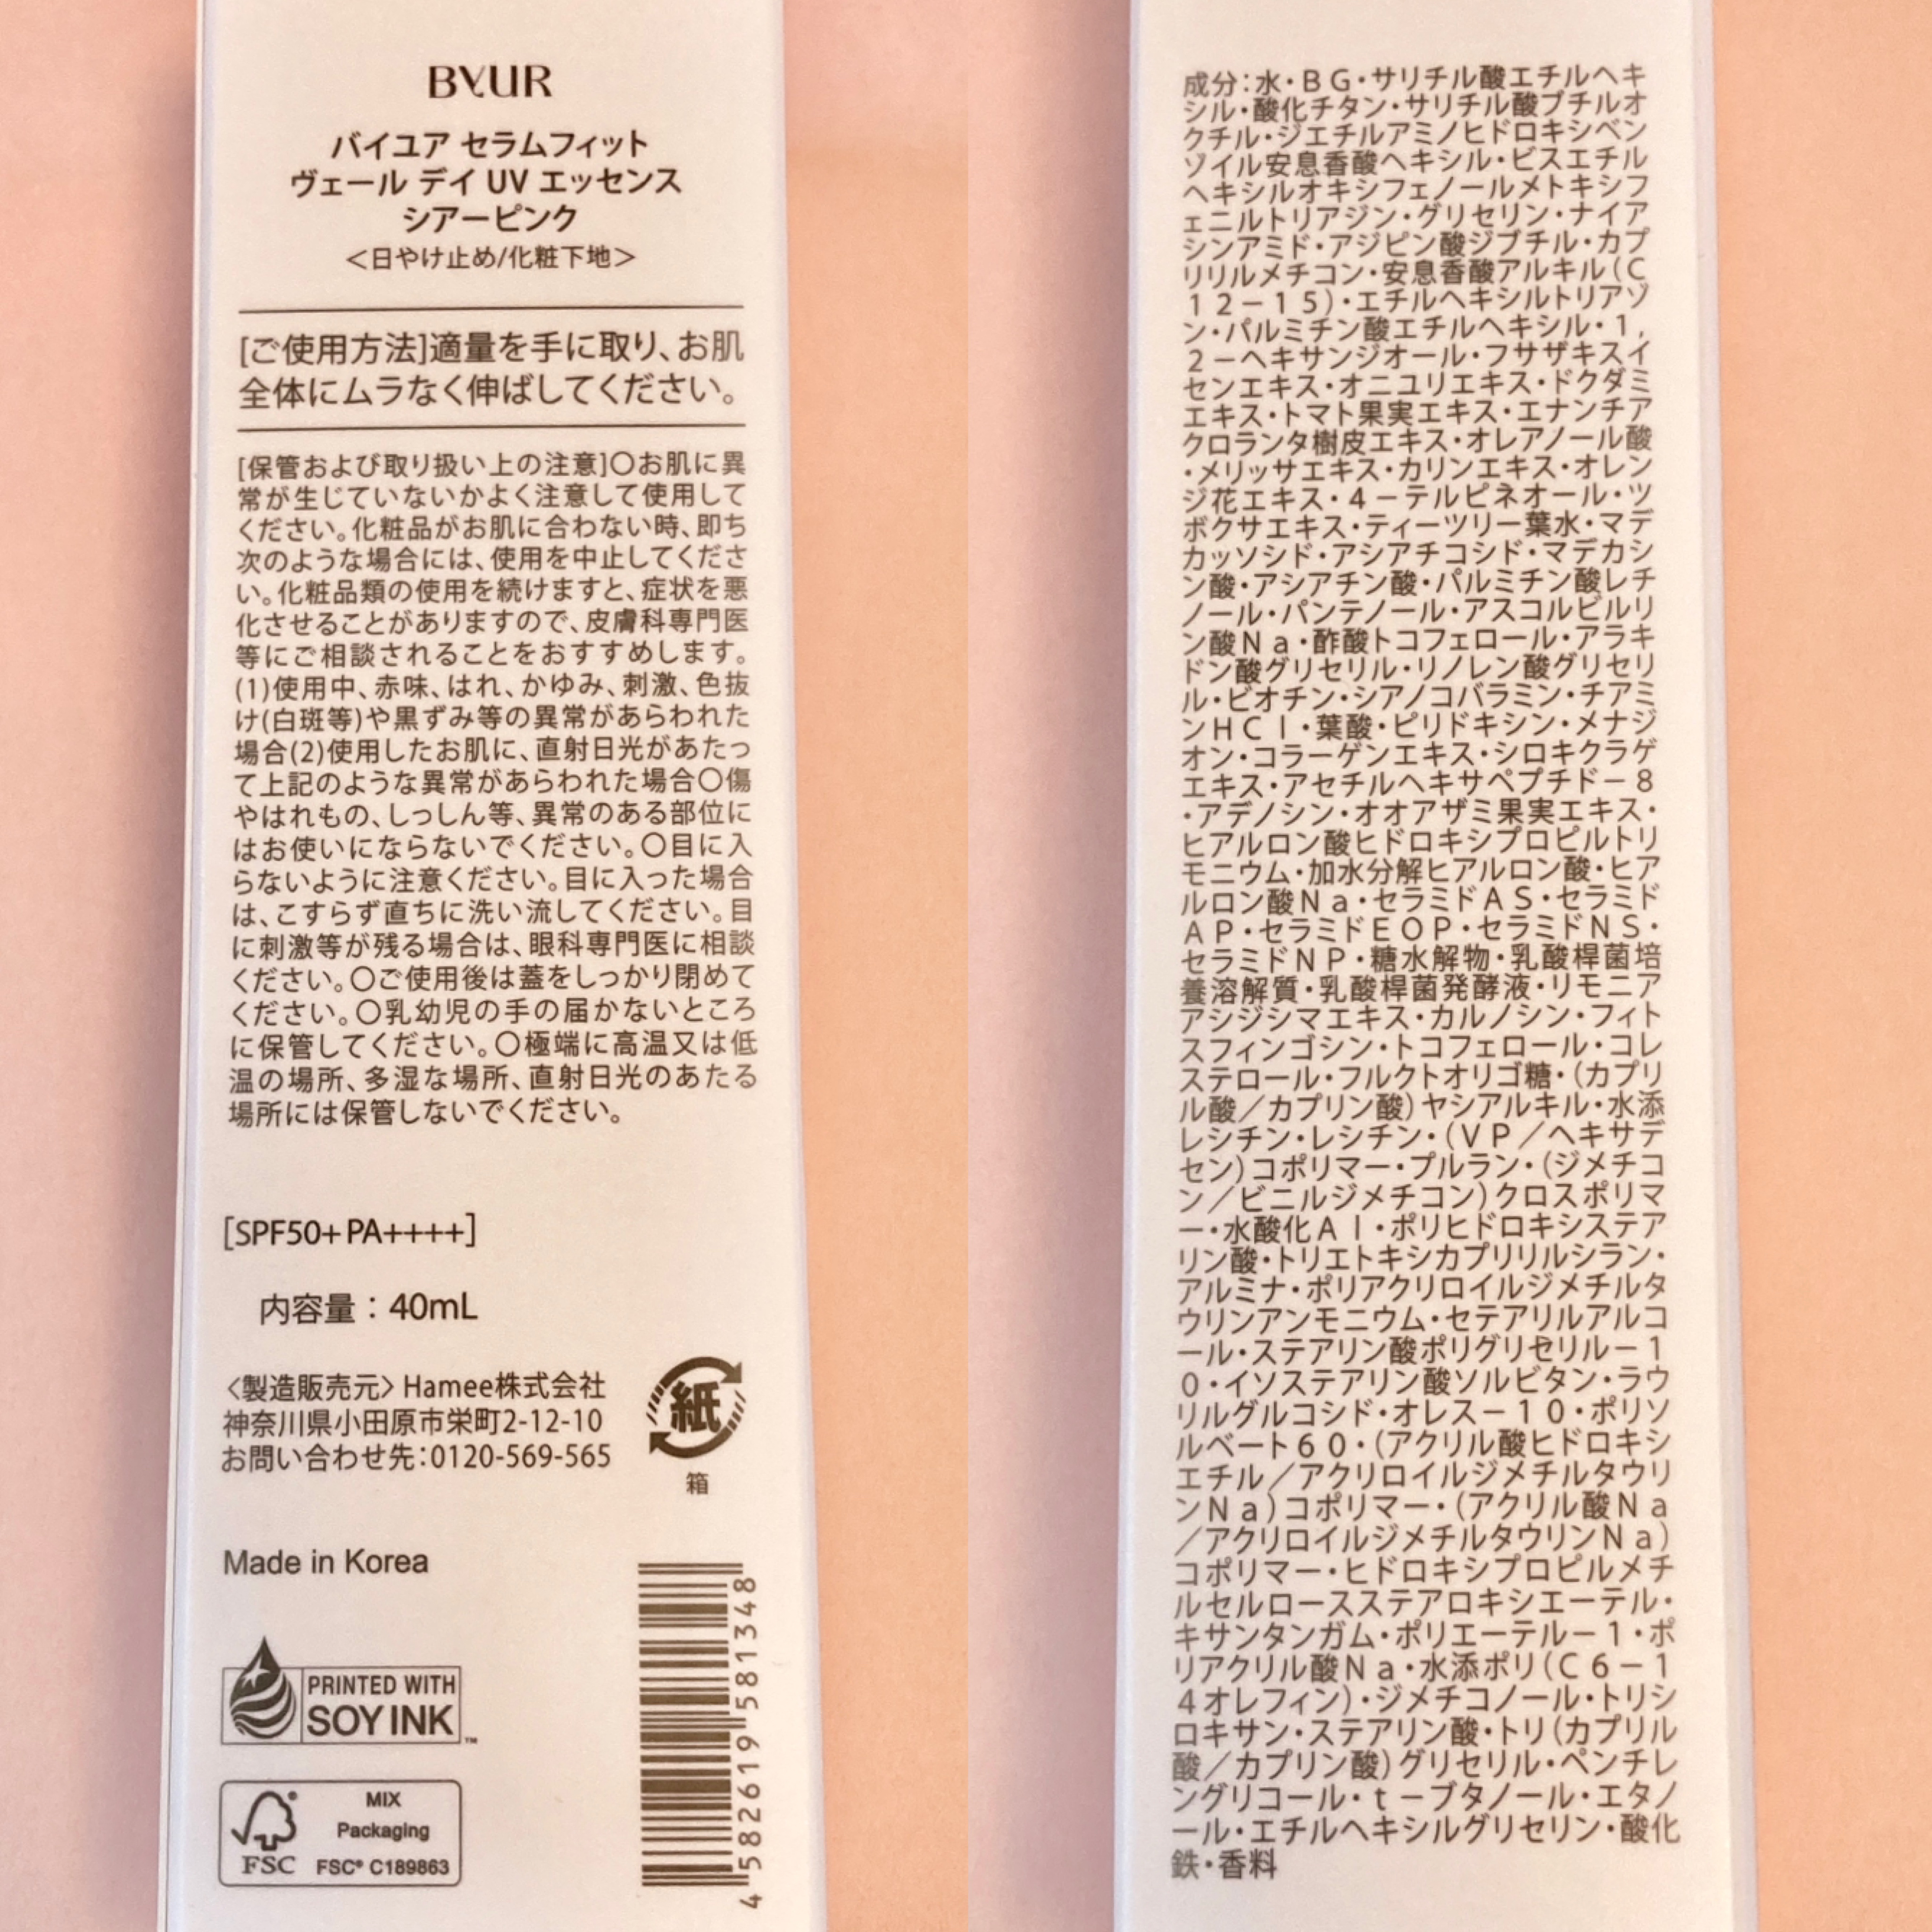 BYUR
バイユア セラムフィット
ヴェール デイ UV エッセンス
シアーピンク
＜日やけ止め/化粧下地＞
[ご使用方法]適量を手に取り、お肌
全体にムラなく伸ばしてください。
[保管および取り扱い上の注意]〇お肌に異
常が生じていないかよく注意して使用して
ください。化粧品がお肌に合わない時、即ち
次のような場合には、使用を中止してくださ
い。化粧品類の使用を続けますと、症状を悪
化させることがありますので、皮膚科専門医
等にご相談されることをおすすめします。
(1)使用中、赤味、はれ、かゆみ、刺激、色抜
け(白斑等)や黒ずみ等の異常があらわれた
場合(2)使用したお肌に、直射日光があたっ
て上記のような異常があらわれた場合〇傷
やはれもの、しっしん等、異常のある部位に
はお使いにならないでください。〇目に入
らないように注意ください。目に入った場合
は、こすらず直ちに洗い流してください。目
に刺激等が残る場合は、眼科専門医に相談
ください。〇ご使用後は蓋をしっかり閉めて
ください。〇乳幼児の手の届かないところ
に保管してください。〇極端に高温又は低
温の場所、多湿な場所、直射日光のあたる
場所には保管しないでください。
[SPF50+ PA++++]
内容量：40mL
〈製造販売元〉Hamee株式会社
神奈川県小田原市栄町2-12-10
お問い合わせ先：0120-569-565
紙
箱
Made in Korea
PRINTED WITH
SOY INK ™
MIX
Packaging
FSC
FSC® C189863
4 582619 581348
成分：水・ＢＧ・サリチル酸エチルヘキ
シル・酸化チタン・サリチル酸ブチルオ
クチル・ジエチルアミノヒドロキシベン
ゾイル安息香酸ヘキシル・ビスエチル
ヘキシルオキシフェノールメトキシフ
ェニルトリアジン・グリセリン・ナイア
シンアミド・アジピン酸ジブチル・カプ
リリルメチコン・安息香酸アルキル（Ｃ
１２－１５）・エチルヘキシルトリアゾ
ン・パルミチン酸エチルヘキシル・１，
２－ヘキサンジオール・フサザキスイ
センエキス・オニユリエキス・ドクダミ
エキス・トマト果実エキス・エナンチア
クロランタ樹皮エキス・オレアノール酸
・メリッサエキス・カリンエキス・オレン
ジ花エキス・４－テルピネオール・ツ
ボクサエキス・ティーツリー葉水・マデ
カッソシド・アシアチコシド・マデカシ
ン酸・アシアチン酸・パルミチン酸レチ
ノール・パンテノール・アスコルビルリ
ン酸Ｎａ・酢酸トコフェロール・アラキ
ドン酸グリセリル・リノレン酸グリセリ
ル・ビオチン・シアノコバラミン・チアミ
ンＨＣｌ・葉酸・ピリドキシン・メナジ
オン・コラーゲンエキス・シロキクラゲ
エキス・アセチルヘキサペプチド－８
・アデノシン・オオアザミ果実エキス・
ヒアルロン酸ヒドロキシプロピルトリ
モニウム・加水分解ヒアルロン酸・ヒア
ルロン酸Ｎａ・セラミドＡＳ・セラミド
ＡＰ・セラミドＥＯＰ・セラミドＮＳ・
セラミドＮＰ・糖水解物・乳酸桿菌培
養溶解質・乳酸桿菌発酵液・リモニア
アシジシマエキス・カルノシン・フィト
スフィンゴシン・トコフェロール・コレ
ステロール・フルクトオリゴ糖・（カプリ
ル酸／カプリン酸）ヤシアルキル・水添
レシチン・レシチン・（ＶＰ／ヘキサデ
セン）コポリマー・プルラン・（ジメチコ
ン／ビニルジメチコン）クロスポリマ
ー・水酸化Ａｌ・ポリヒドロキシステア
リン酸・トリエトキシカプリリルシラン・
アルミナ・ポリアクリロイルジメチルタ
ウリンアンモニウム・セテアリルアルコ
ール・ステアリン酸ポリグリセリル－１
０・イソステアリン酸ソルビタン・ラウ
リルグルコシド・オレス－１０・ポリソ
ルベート６０・（アクリル酸ヒドロキシ
エチル／アクリロイルジメチルタウリ
ンＮａ）コポリマー・（アクリル酸Ｎａ
／アクリロイルジメチルタウリンＮａ）
コポリマー・ヒドロキシプロピルメチ
ルセルロースステアロキシエーテル・
キサンタンガム・ポリエーテル－１・ポ
リアクリル酸Ｎａ・水添ポリ（Ｃ６－１
４オレフィン）・ジメチコノール・トリシ
ロキサン・ステアリン酸・トリ（カプリル
酸／カプリン酸）グリセリル・ペンチレ
ングリコール・ｔ－ブタノール・エタノ
ール・エチルヘキシルグリセリン・酸化
鉄・香料